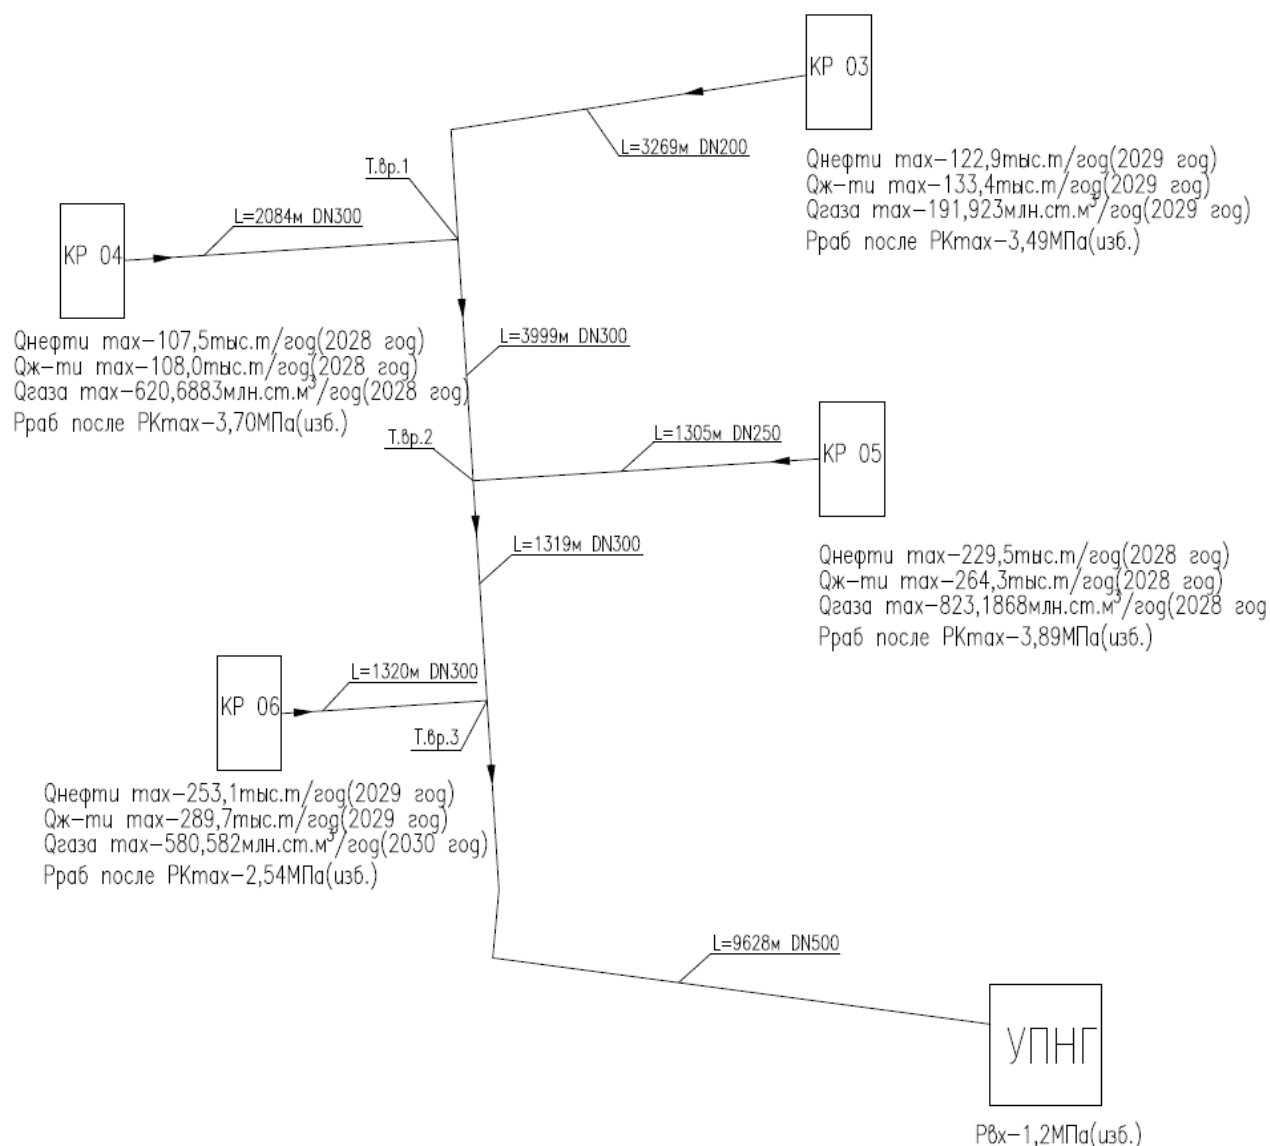 КР 03
L=3269м DN200
Qнефти max-122,9тыс.т/год(2029 год)
Qж-ти max-133,4тыс.т/год(2029 год)
Qгаза max-191,923млн.ст.м³/год(2029 год)
Рраб после РКmax-3,49МПа(изб.)
Т.вр.1
L=2084м DN300
КР 04
Qнефти max-107,5тыс.т/год(2028 год)
Qж-ти max-108,0тыс.т/год(2028 год)
Qгаза max-620,6883млн.ст.м³/год(2028 год)
Рраб после РКmax-3,70МПа(изб.)
L=3999м DN300
Т.вр.2
L=1305м DN250
КР 05
Qнефти max-229,5тыс.т/год(2028 год)
Qж-ти max-264,3тыс.т/год(2028 год)
Qгаза max-823,1868млн.ст.м³/год(2028 год
Рраб после РКmax-3,89МПа(изб.)
L=1319м DN300
L=1320м DN300
КР 06
Т.вр.3
Qнефти max-253,1тыс.т/год(2029 год)
Qж-ти max-289,7тыс.т/год(2029 год)
Qгаза max-580,582млн.ст.м³/год(2030 год)
Рраб после РКmax-2,54МПа(изб.)
L=9628м DN500
УПНГ
Рвх-1,2МПа(изб.)